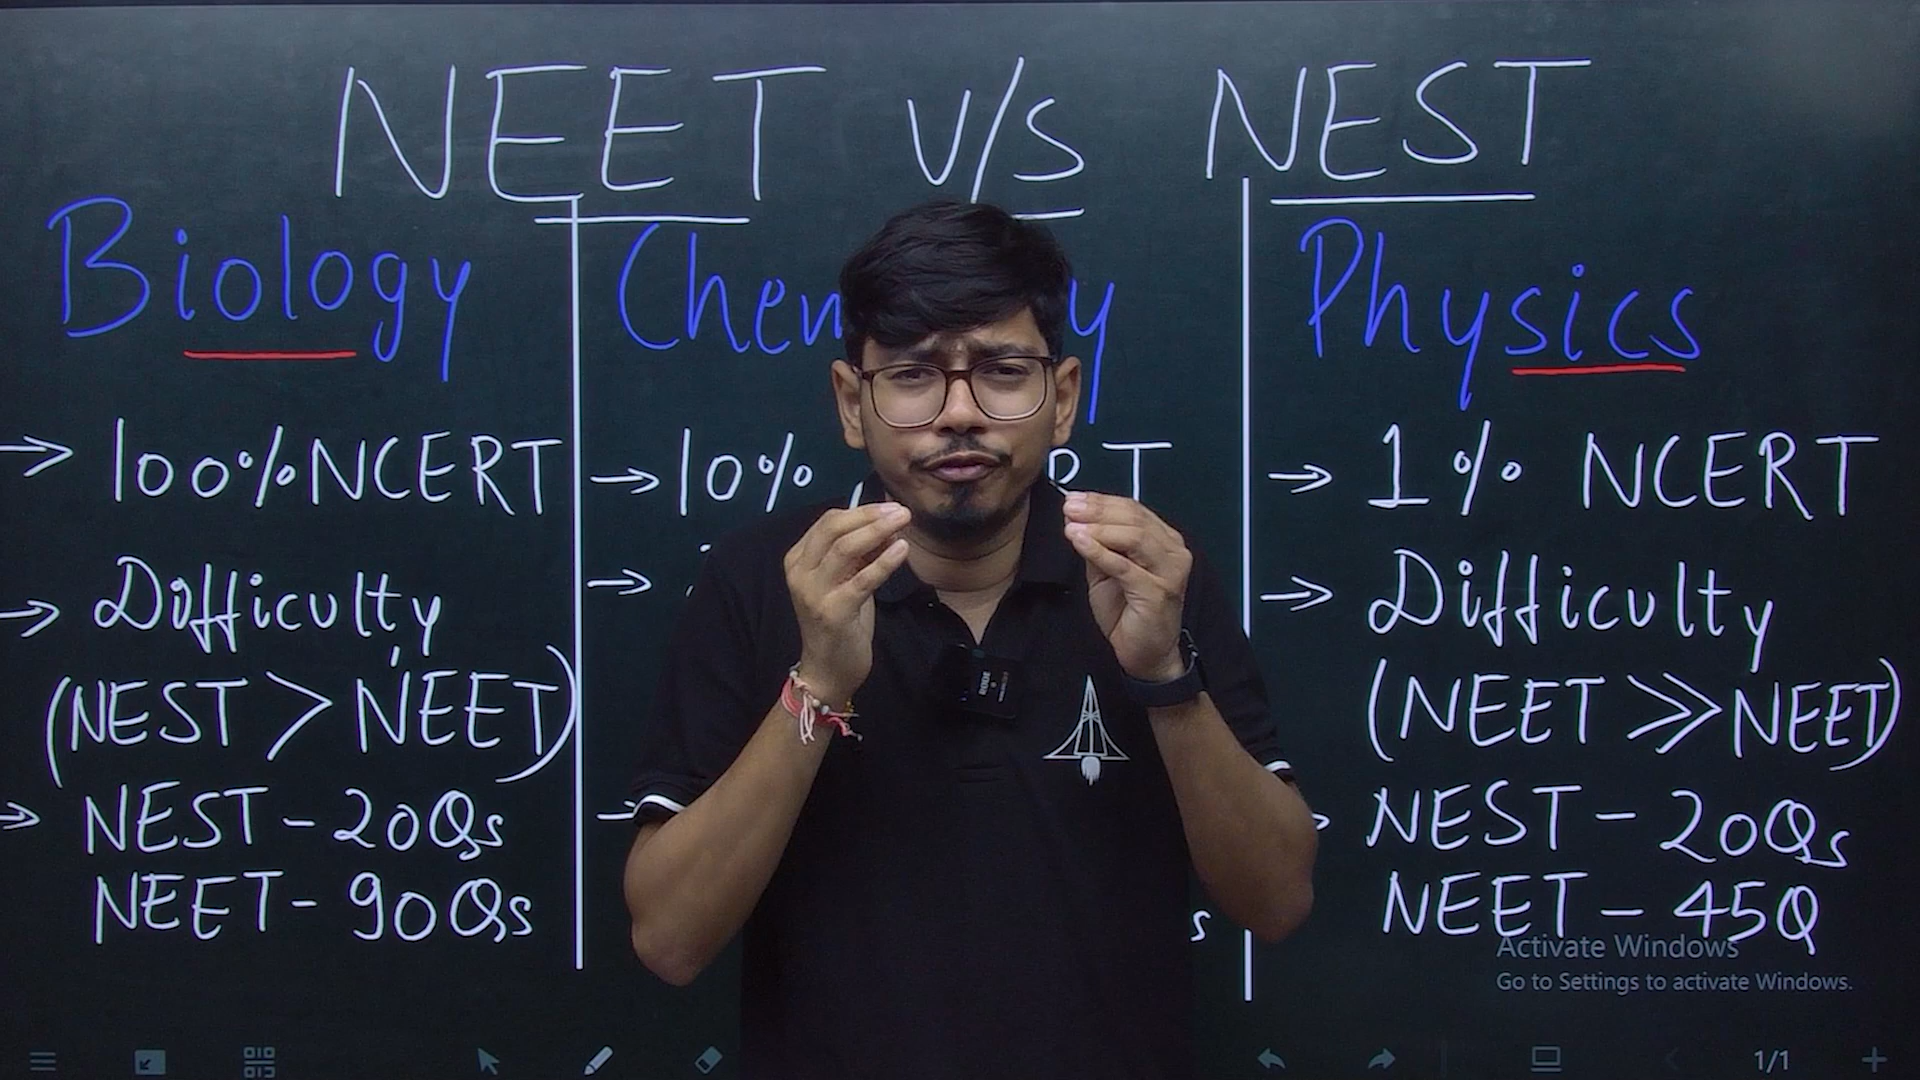 NEET v/s NEST
Biology
→ 100% NCERT
→ Difficulty
(NEST > NEET)
→ NEST - 20Qs
NEET - 90Qs
→ 10%
→
Physics
→ 1% NCERT
→ Difficulty
(NEET >> NEET)
NEST - 20Qs
NEET - 45Q
RODE
Activate Windows
Go to Settings to activate Windows.
1/1